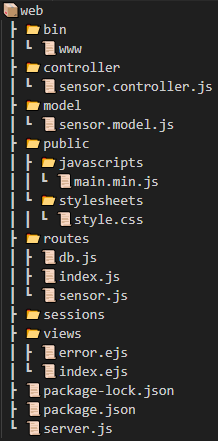 web
bin
www
controller
sensor.controller.js
model
sensor.model.js
public
javascripts
main.min.js
stylesheets
style.css
routes
db.js
index.js
sensor.js
sessions
views
error.ejs
index.ejs
package-lock.json
package.json
server.js